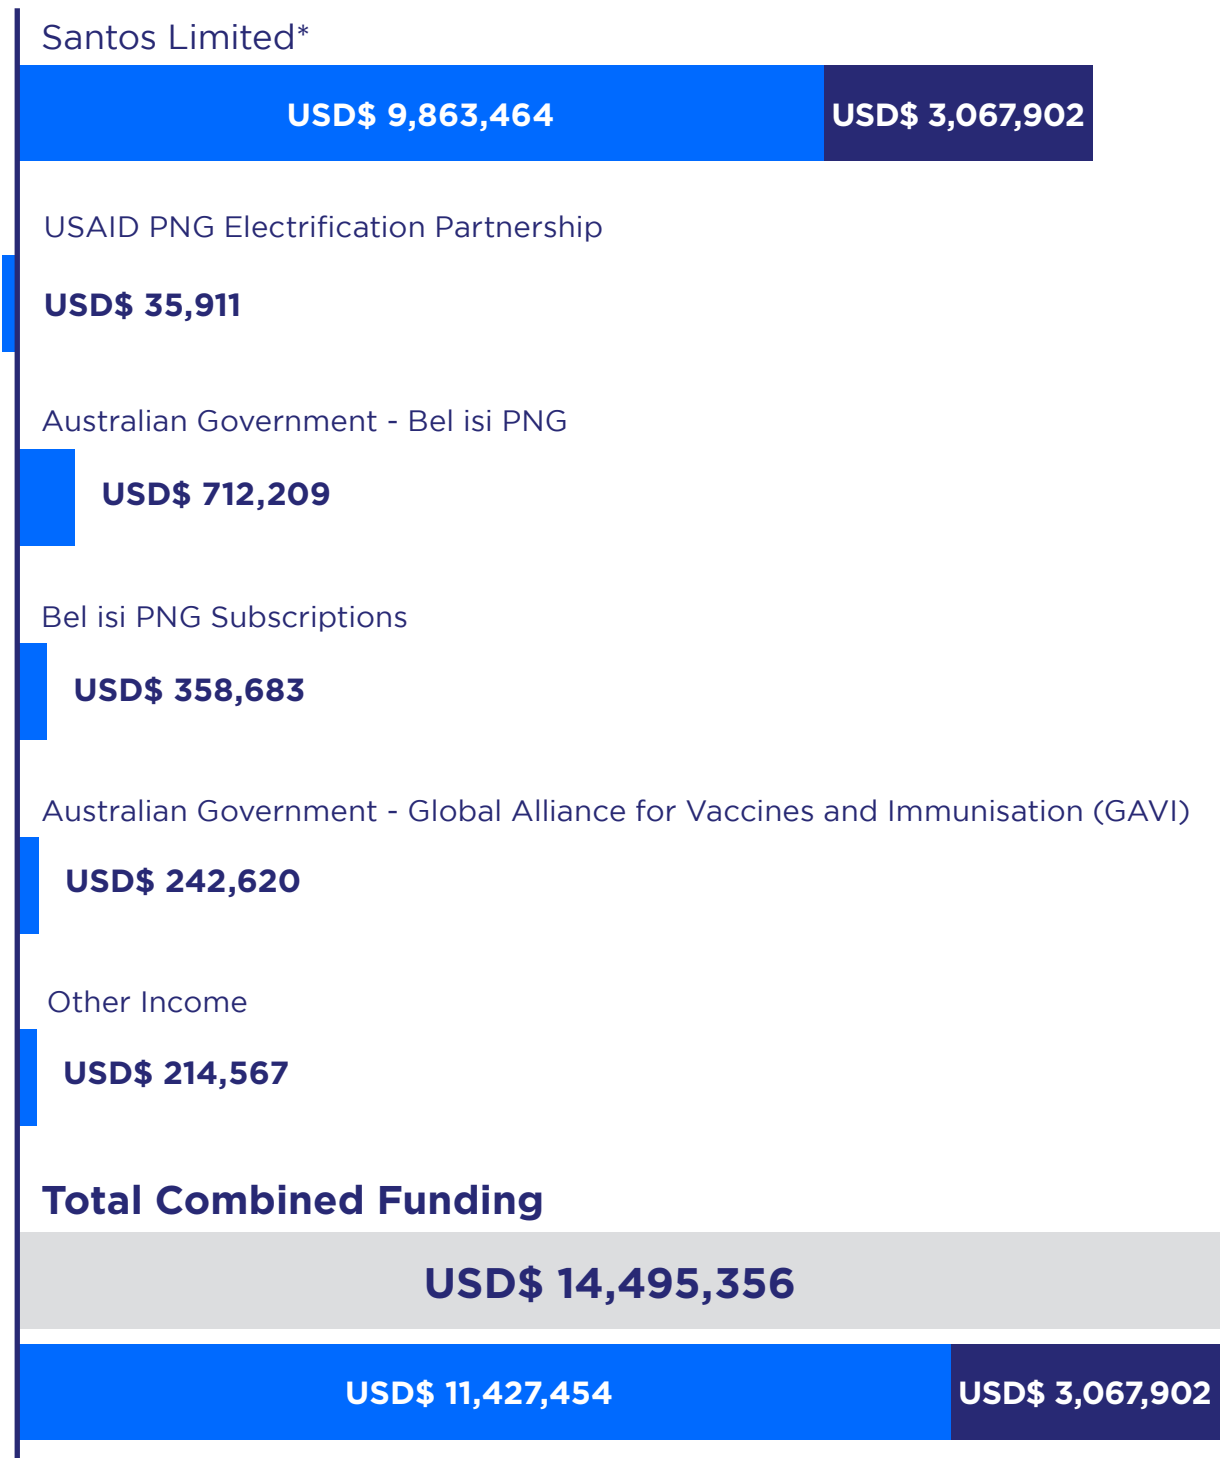 Santos Limited*
USD$ 9,863,464 USD$ 3,067,902
USAID PNG Electrification Partnership
USD$ 35,911
Australian Government - Bel isi PNG
USD$ 712,209
Bel isi PNG Subscriptions
USD$ 358,683
Australian Government - Global Alliance for Vaccines and Immunisation (GAVI)
USD$ 242,620
Other Income
USD$ 214,567
Total Combined Funding
USD$ 14,495,356
USD$ 11,427,454 USD$ 3,067,902